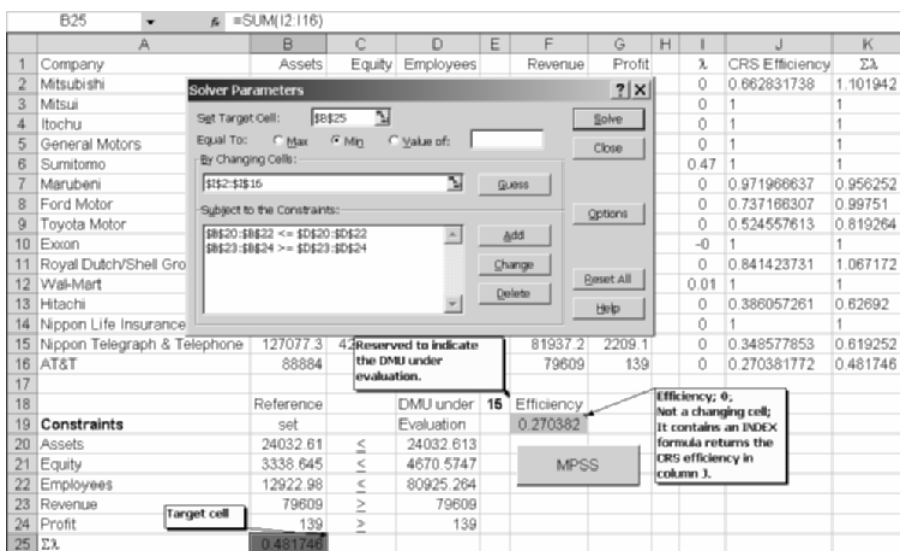 B25 =SUM(I2:I16)
A B C D E F G H I J K
1 Company Assets Equity Employees Revenue Profit λ CRS Efficiency Σλ
2 Mitsubishi 0 0.662831738 1.101942
3 Mitsui 0 1 1
4 Itochu 0 1 1
5 General Motors 0 1 1
6 Sumitomo 0.47 1 1
7 Marubeni 0 0.971966637 0.956252
8 Ford Motor 0 0.737166307 0.99751
9 Toyota Motor 0 0.524557613 0.819264
10 Exxon -0 1 1
11 Royal Dutch/Shell Gro 0 0.841423731 1.067172
12 Wal-Mart 0.01 1 1
13 Hitachi 0 0.386057261 0.62692
14 Nippon Life Insurance 0 1 1
15 Nippon Telegraph & Telephone 127077.3 42 81937.2 2209.1 0 0.348577853 0.619252
16 AT&T 88884 79609 139 0 0.270381772 0.481746
17
18 Reference DMU under 15 Efficiency
19 Constraints set Evaluation 0.270382
20 Assets 24032.61 ≤ 24032.613
21 Equity 3338.645 ≤ 4670.5747
22 Employees 12922.98 ≤ 80925.264
23 Revenue 79609 ≥ 79609
24 Profit 139 ≥ 139
25 Σλ 0.481746
Solver Parameters
Set Target Cell: $B$25 Solve
Equal To: Max Min Value of: Close
By Changing Cells:
$I$2:$I$16 Guess
Subject to the Constraints: Options
$B$20:$B$22 <= $D$20:$D$22 Add
$B$23:$B$24 >= $D$23:$D$24
Change
Reset All
Delete
Help
Reserved to indicate
the DMU under
evaluation.
Efficiency; θ;
Not a changing cell;
It contains an INDEX
formula returns the
CRS efficiency in
column J.
MPSS
Target cell